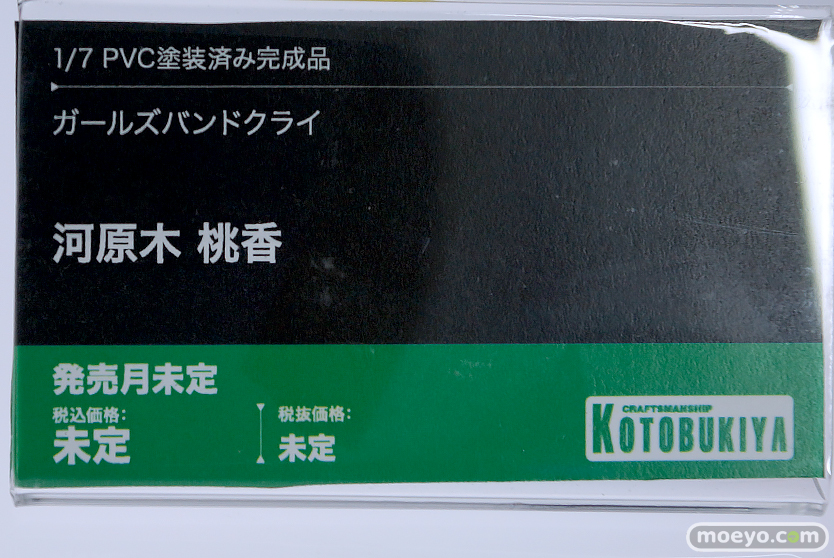 1/7 PVC塗装済み完成品
ガールズバンドクライ
河原木 桃香
発売月未定
税込価格:
未定
税抜価格:
未定
CRAFTSMANSHIP
KOTOBUKIYA
moeyo.com